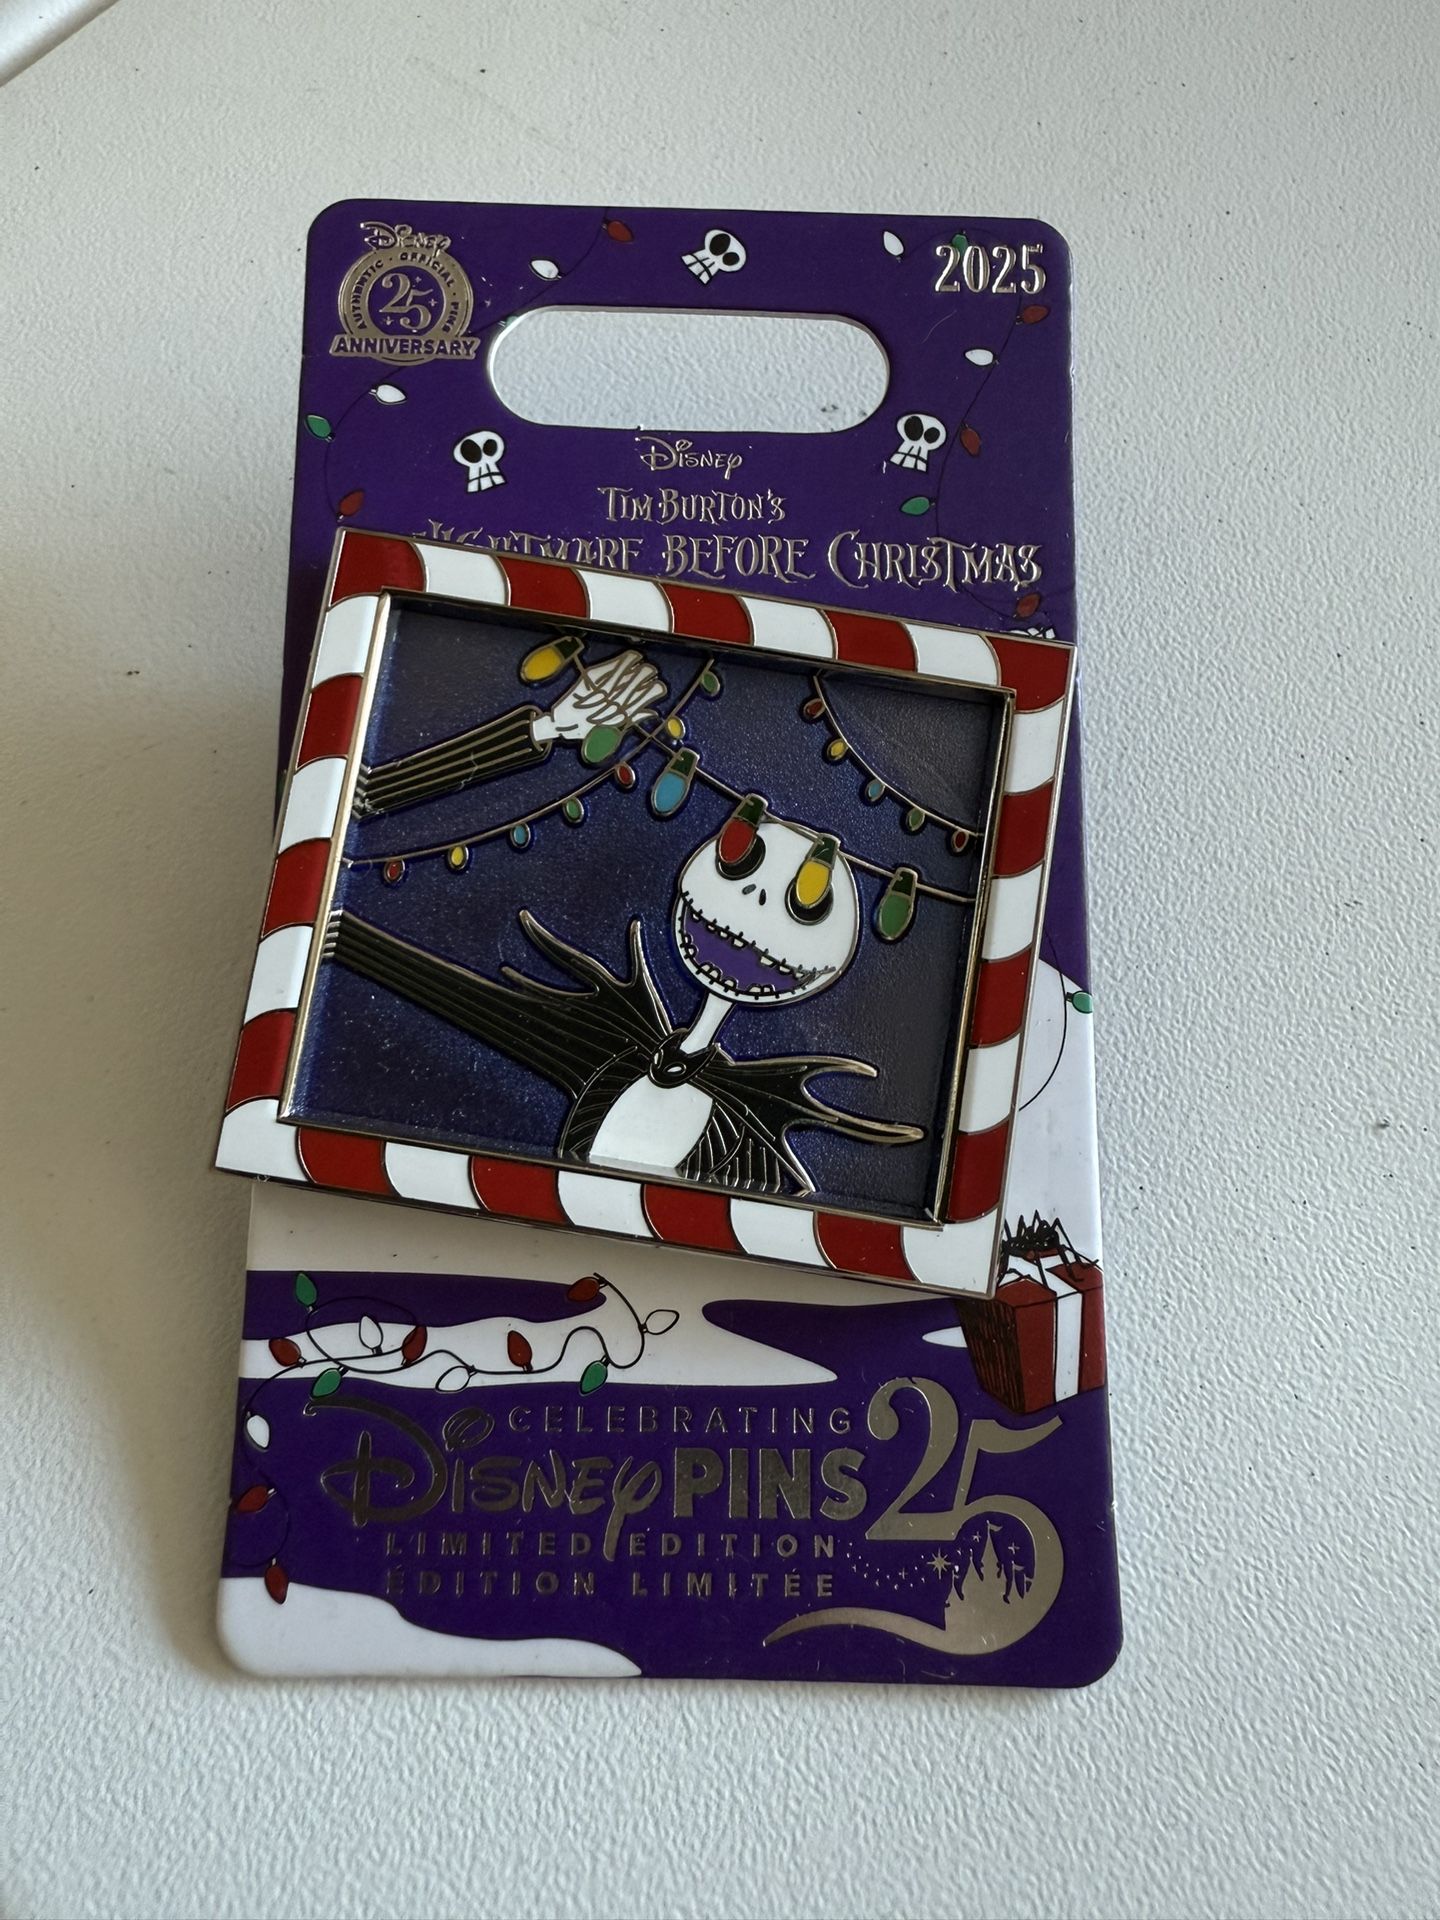 Disney
AUTHENTIC · OFFICIAL · PINS
25
ANNIVERSARY
2025
Disney
TIM BURTON'S
NIGHTMARE BEFORE CHRISTMAS
CELEBRATING
Disney PINS 25
LIMITED EDITION
ÉDITION LIMITÉE